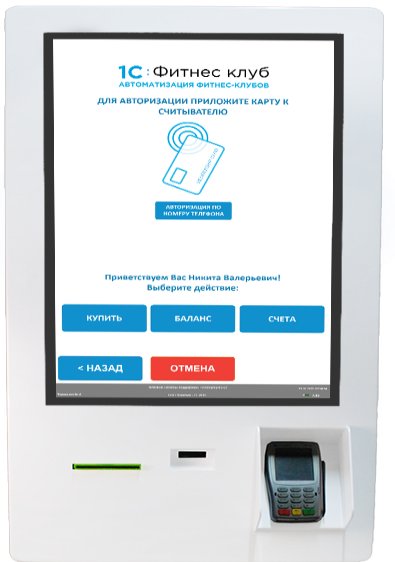 1С:Фитнес клуб
АВТОМАТИЗАЦИЯ ФИТНЕС-КЛУБОВ
ДЛЯ АВТОРИЗАЦИИ ПРИЛОЖИТЕ КАРТУ К
СЧИТЫВАТЕЛЮ
АВТОРИЗАЦИЯ ПО
НОМЕРУ ТЕЛЕФОНА
Приветствуем Вас Никита Валерьевич!
Выберите действие:
КУПИТЬ
БАЛАНС
СЧЕТА
< НАЗАД
ОТМЕНА